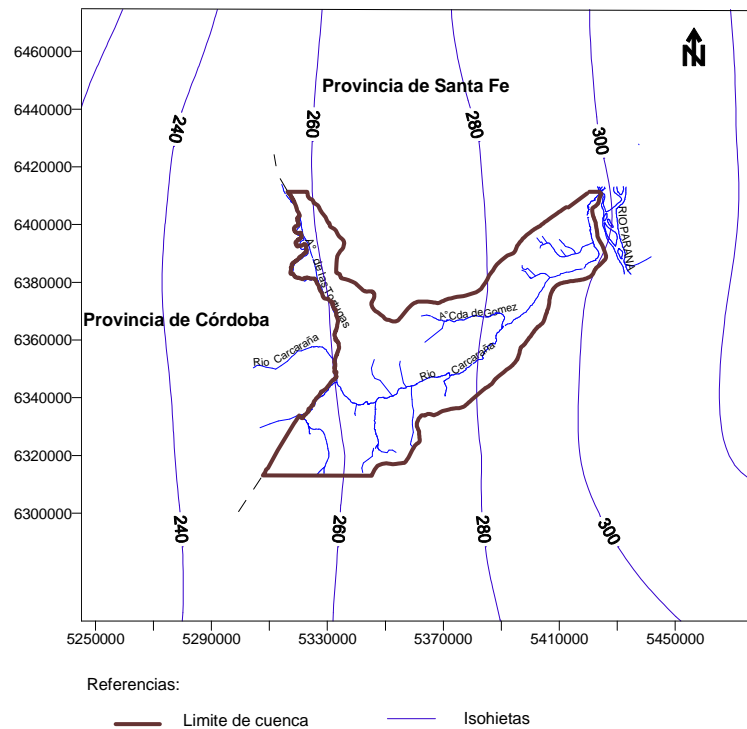 6460000
6440000
6420000
6400000
6380000
6360000
6340000
6320000
6300000
Provincia de Santa Fe
N
240
260
280
300
RIO PARANA
A° de las Tortugas
Provincia de Córdoba
A°Cda de Gomez
Rio Carcaraña
Rio Carcaraña
240
260
280
300
5250000 5290000 5330000 5370000 5410000 5450000
Referencias:
Limite de cuenca Isohietas